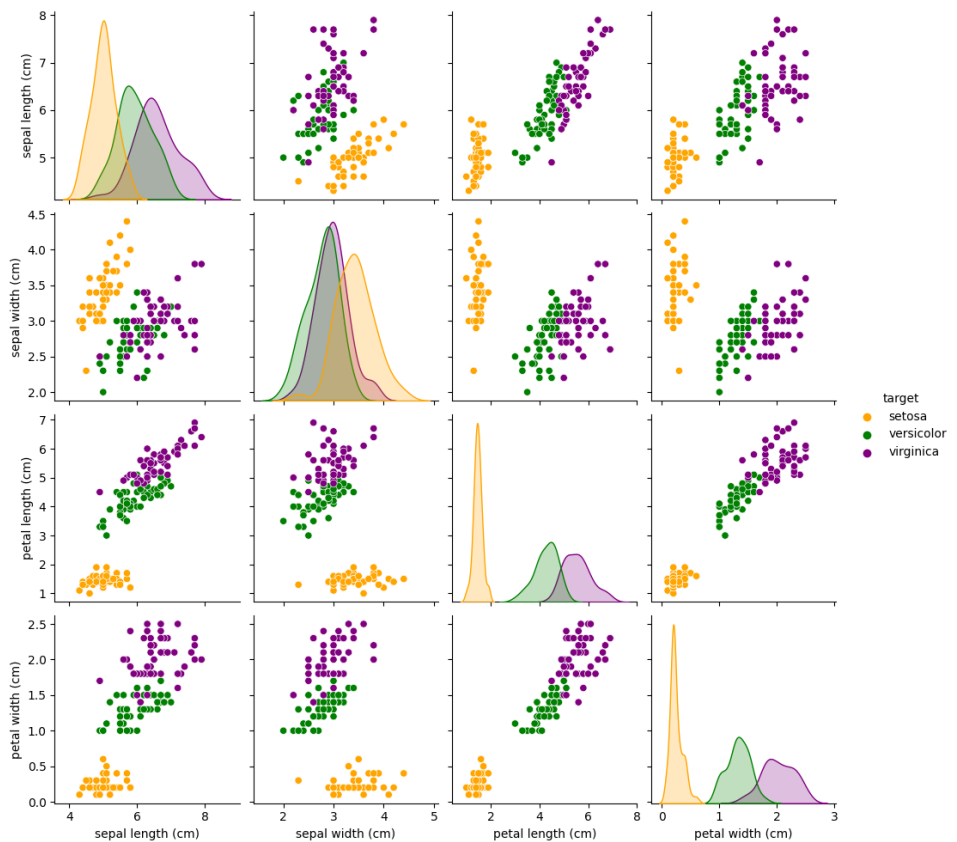 8
7
6
5
sepal length (cm)
4.5
4.0
3.5
3.0
2.5
2.0
sepal width (cm)
target
setosa
versicolor
virginica
7
6
5
4
3
2
1
petal length (cm)
2.5
2.0
1.5
1.0
0.5
0.0
petal width (cm)
4 6 8
sepal length (cm)
2 3 4 5
sepal width (cm)
2 4 6 8
petal length (cm)
0 1 2 3
petal width (cm)